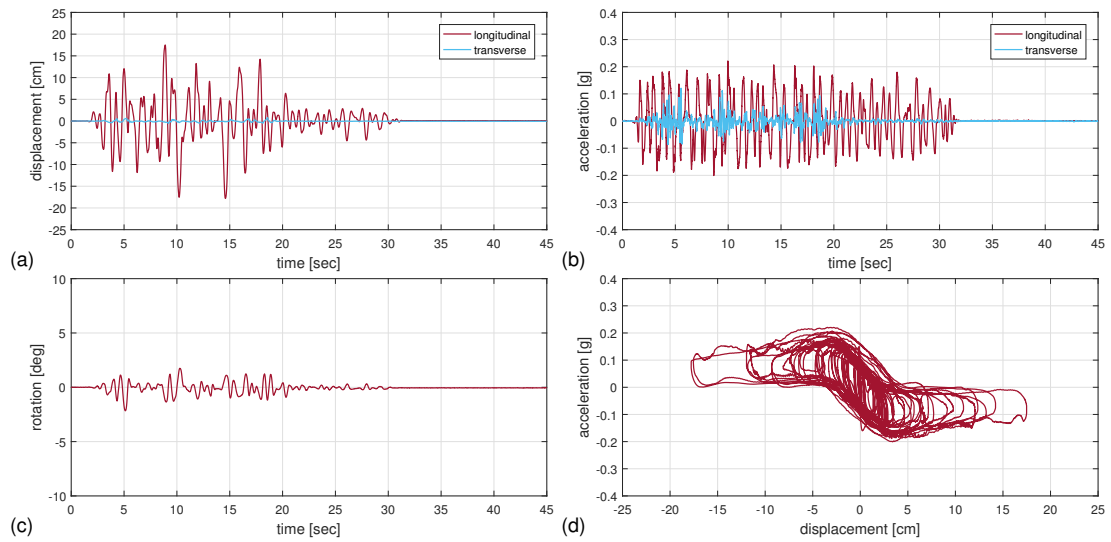 25
20
15
10
5
0
-5
-10
-15
-20
-25
displacement [cm]
longitudinal
transverse
0 5 10 15 20 25 30 35 40 45
time [sec]
(a)
0.4
0.3
0.2
0.1
0
-0.1
-0.2
-0.3
-0.4
acceleration [g]
longitudinal
transverse
0 5 10 15 20 25 30 35 40 45
time [sec]
(b)
10
5
0
-5
-10
rotation [deg]
0 5 10 15 20 25 30 35 40 45
time [sec]
(c)
0.4
0.3
0.2
0.1
0
-0.1
-0.2
-0.3
-0.4
acceleration [g]
-25 -20 -15 -10 -5 0 5 10 15 20 25
displacement [cm]
(d)